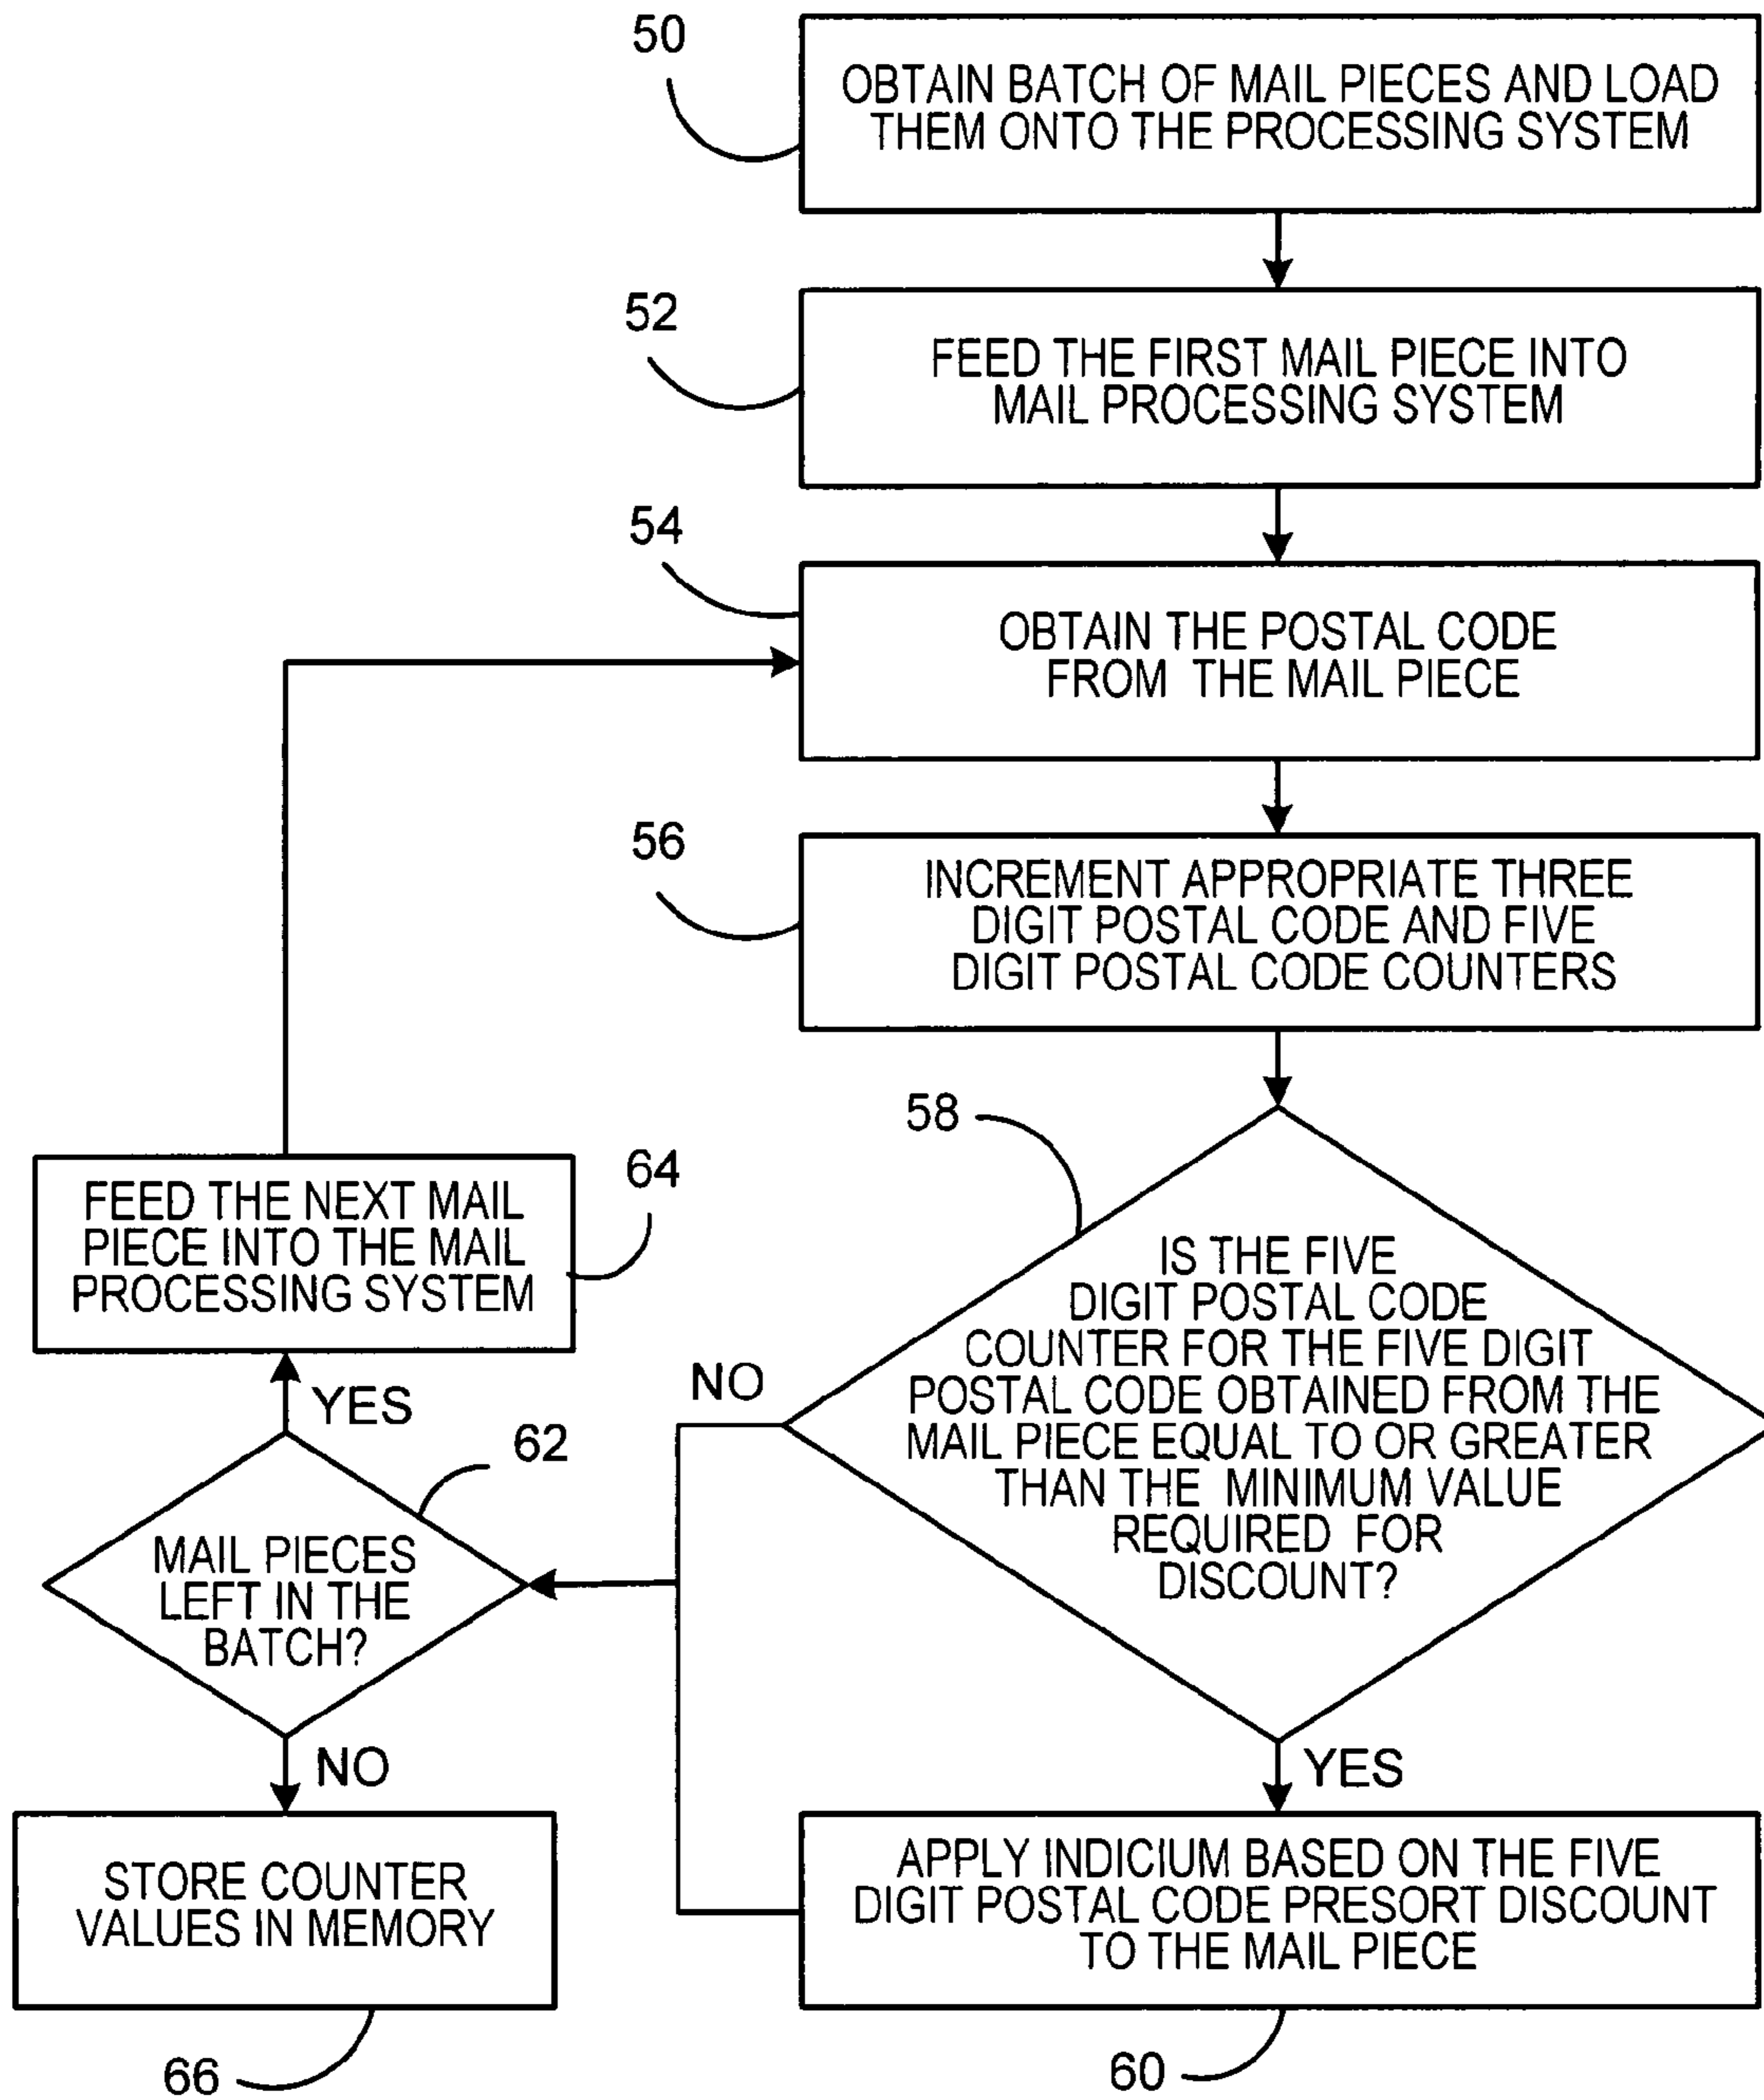 50
OBTAIN BATCH OF MAIL PIECES AND LOAD
THEM ONTO THE PROCESSING SYSTEM
52
FEED THE FIRST MAIL PIECE INTO
MAIL PROCESSING SYSTEM
54
OBTAIN THE POSTAL CODE
FROM THE MAIL PIECE
56
INCREMENT APPROPRIATE THREE
DIGIT POSTAL CODE AND FIVE
DIGIT POSTAL CODE COUNTERS
58
IS THE FIVE
DIGIT POSTAL CODE
COUNTER FOR THE FIVE DIGIT
POSTAL CODE OBTAINED FROM THE
MAIL PIECE EQUAL TO OR GREATER
THAN THE MINIMUM VALUE
REQUIRED FOR
DISCOUNT?
NO
YES
APPLY INDICIUM BASED ON THE FIVE
DIGIT POSTAL CODE PRESORT DISCOUNT
TO THE MAIL PIECE
60
64
FEED THE NEXT MAIL
PIECE INTO THE MAIL
PROCESSING SYSTEM
YES
62
MAIL PIECES
LEFT IN THE
BATCH?
NO
STORE COUNTER
VALUES IN MEMORY
66